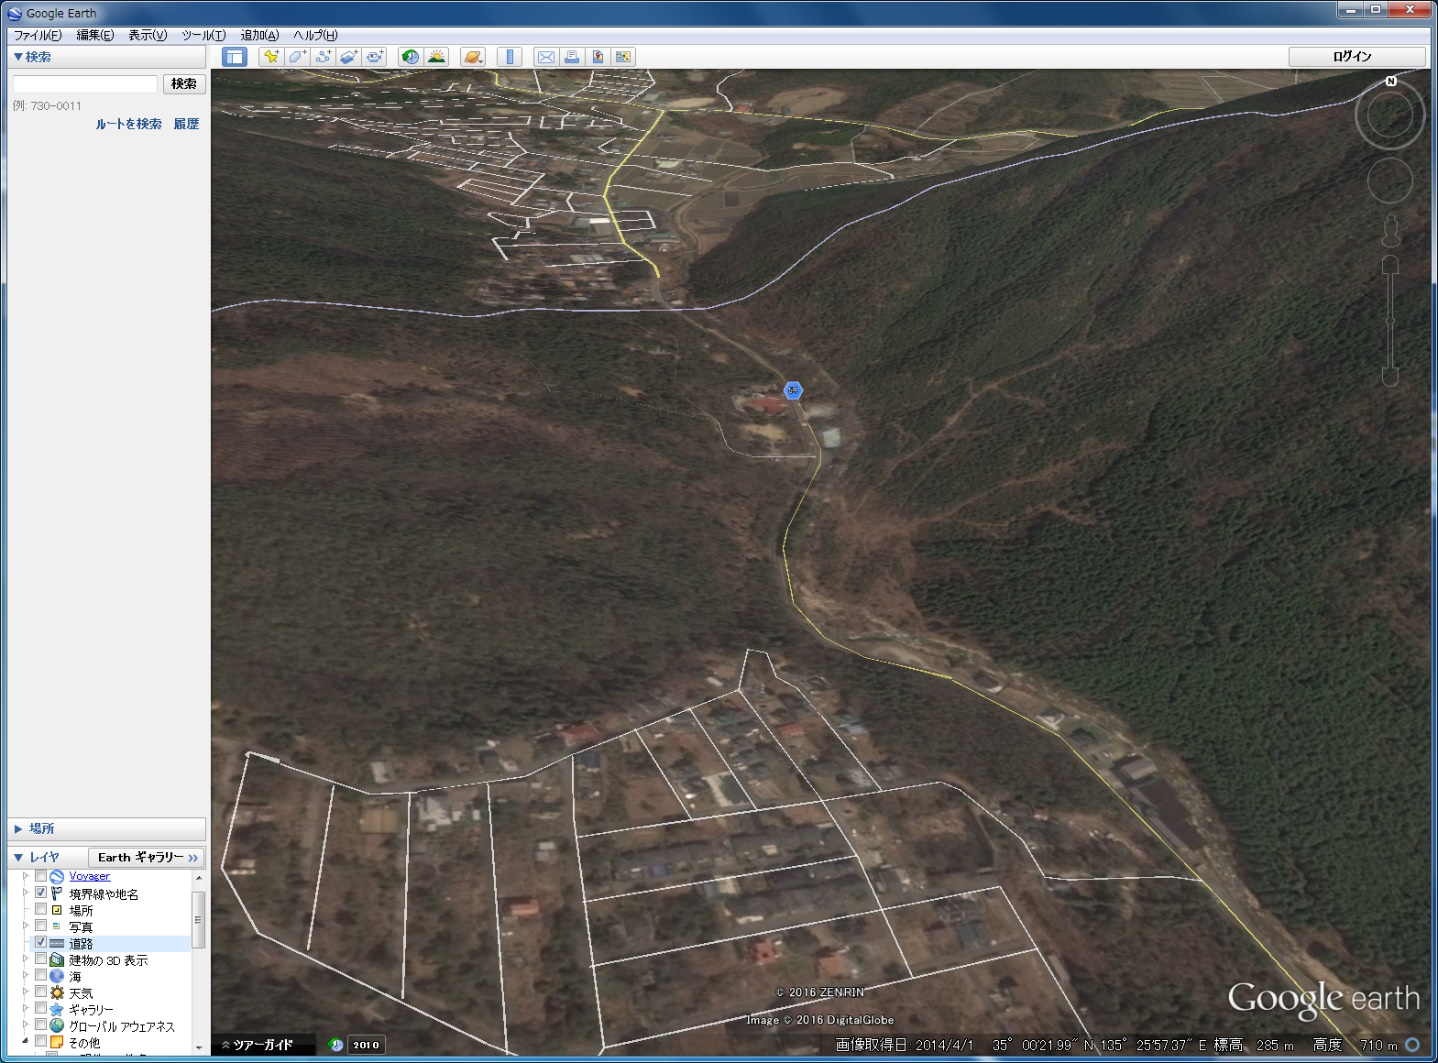 Google Earth
ファイル(F) 編集(E) 表示(V) ツール(T) 追加(A) ヘルプ(H)
▼検索
ログイン
検索
例: 730-0011
ルートを検索 履歴
N
▶ 場所
▼ レイヤ Earth ギャラリー >>
Voyager
境界線や地名
場所
写真
道路
建物の 3D 表示
海
天気
ギャラリー
グローバル アウェアネス
その他
© 2016 ZENRIN
Image © 2016 DigitalGlobe
Google earth
ツアーガイド
2010
画像取得日: 2014/4/1 35° 00'21.99" N 135° 25'57.37" E 標高 285 m 高度 710 m